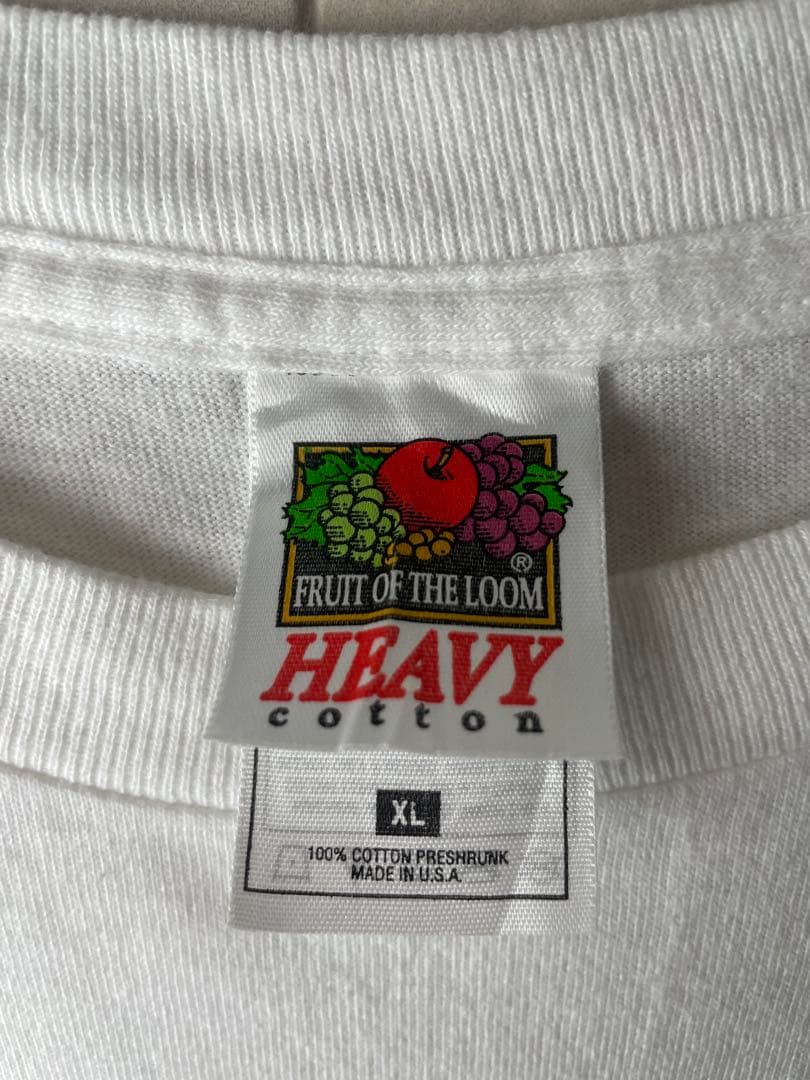 ®
FRUIT OF THE LOOM
HEAVY
cotton
XL
100% COTTON PRESHRUNK
MADE IN U.S.A.